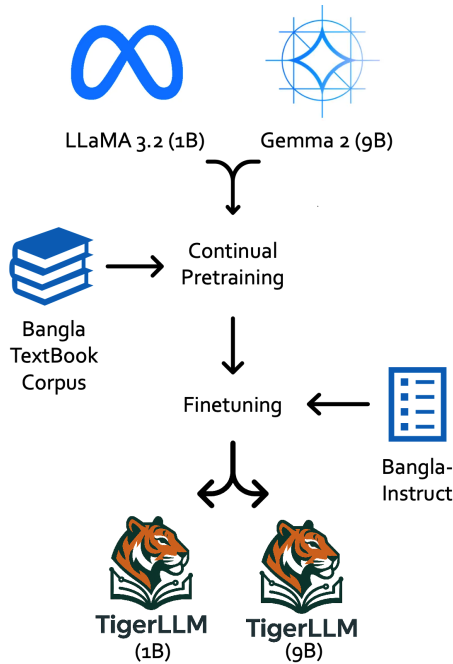 LLaMA 3.2 (1B)
Gemma 2 (9B)
Continual
Pretraining
Bangla
TextBook
Corpus
Finetuning
Bangla-
Instruct
TigerLLM
(1B)
TigerLLM
(9B)